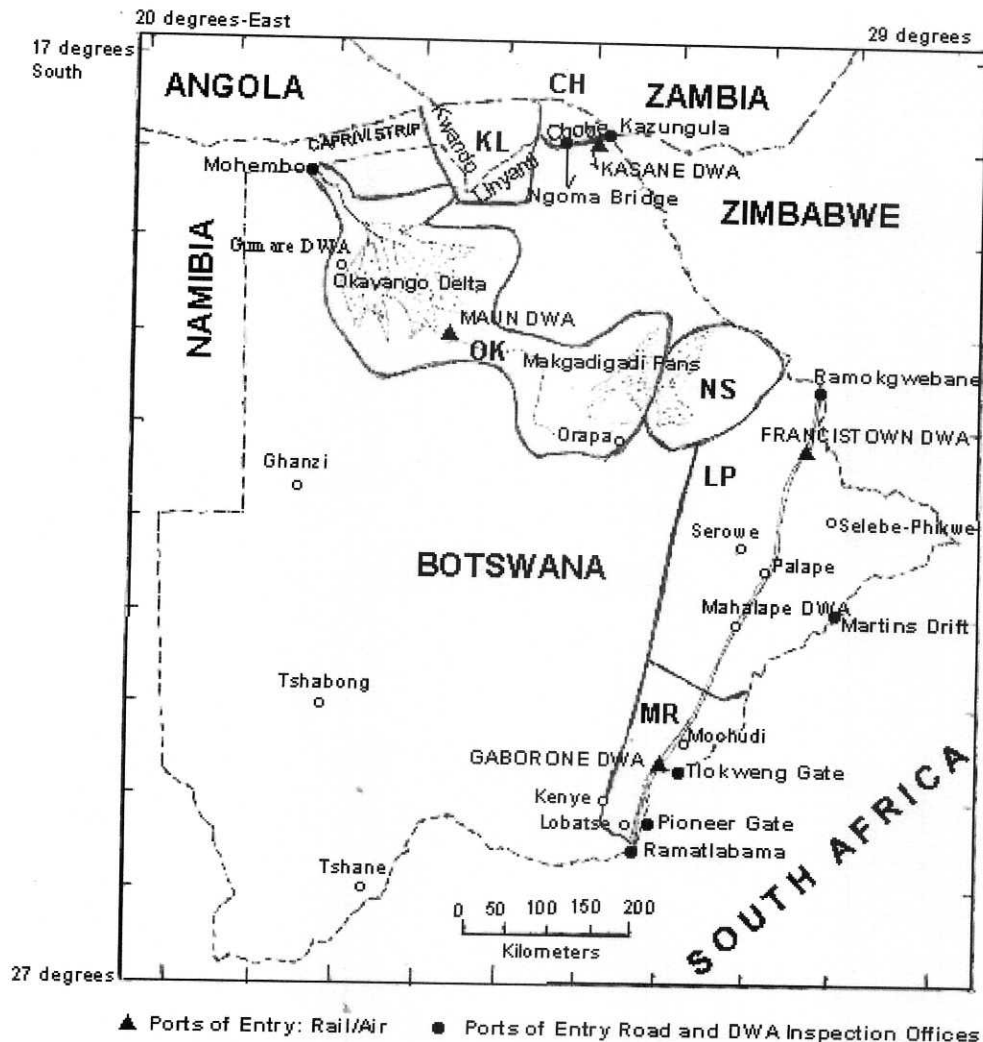 20 degrees-East
29 degrees
17 degrees
South
ANGOLA
CH
ZAMBIA
CAPRIVI STRIP
Kwando
KL
Linyanti
Chobe
Kazungula
Mohembo
KASANE DWA
Ngoma Bridge
ZIMBABWE
NAMIBIA
Gumare DWA
Okavango Delta
MAUN DWA
OK
Makgadigadi Pans
NS
Ramokgwebane
Orapa
FRANCISTOWN DWA
Ghanzi
LP
Serowe
Selebe-Phikwe
BOTSWANA
Palape
Mahalape DWA
Martins Drift
Tshabong
MR
Moohudi
GABORONE DWA
Tlokweng Gate
Kenye
Lobatse
Pioneer Gate
Ramatlabama
Tshane
SOUTH AFRICA
0 50 100 150 200
Kilometers
27 degrees
▲ Ports of Entry: Rail/Air ● Ports of Entry Road and DWA Inspection Offices